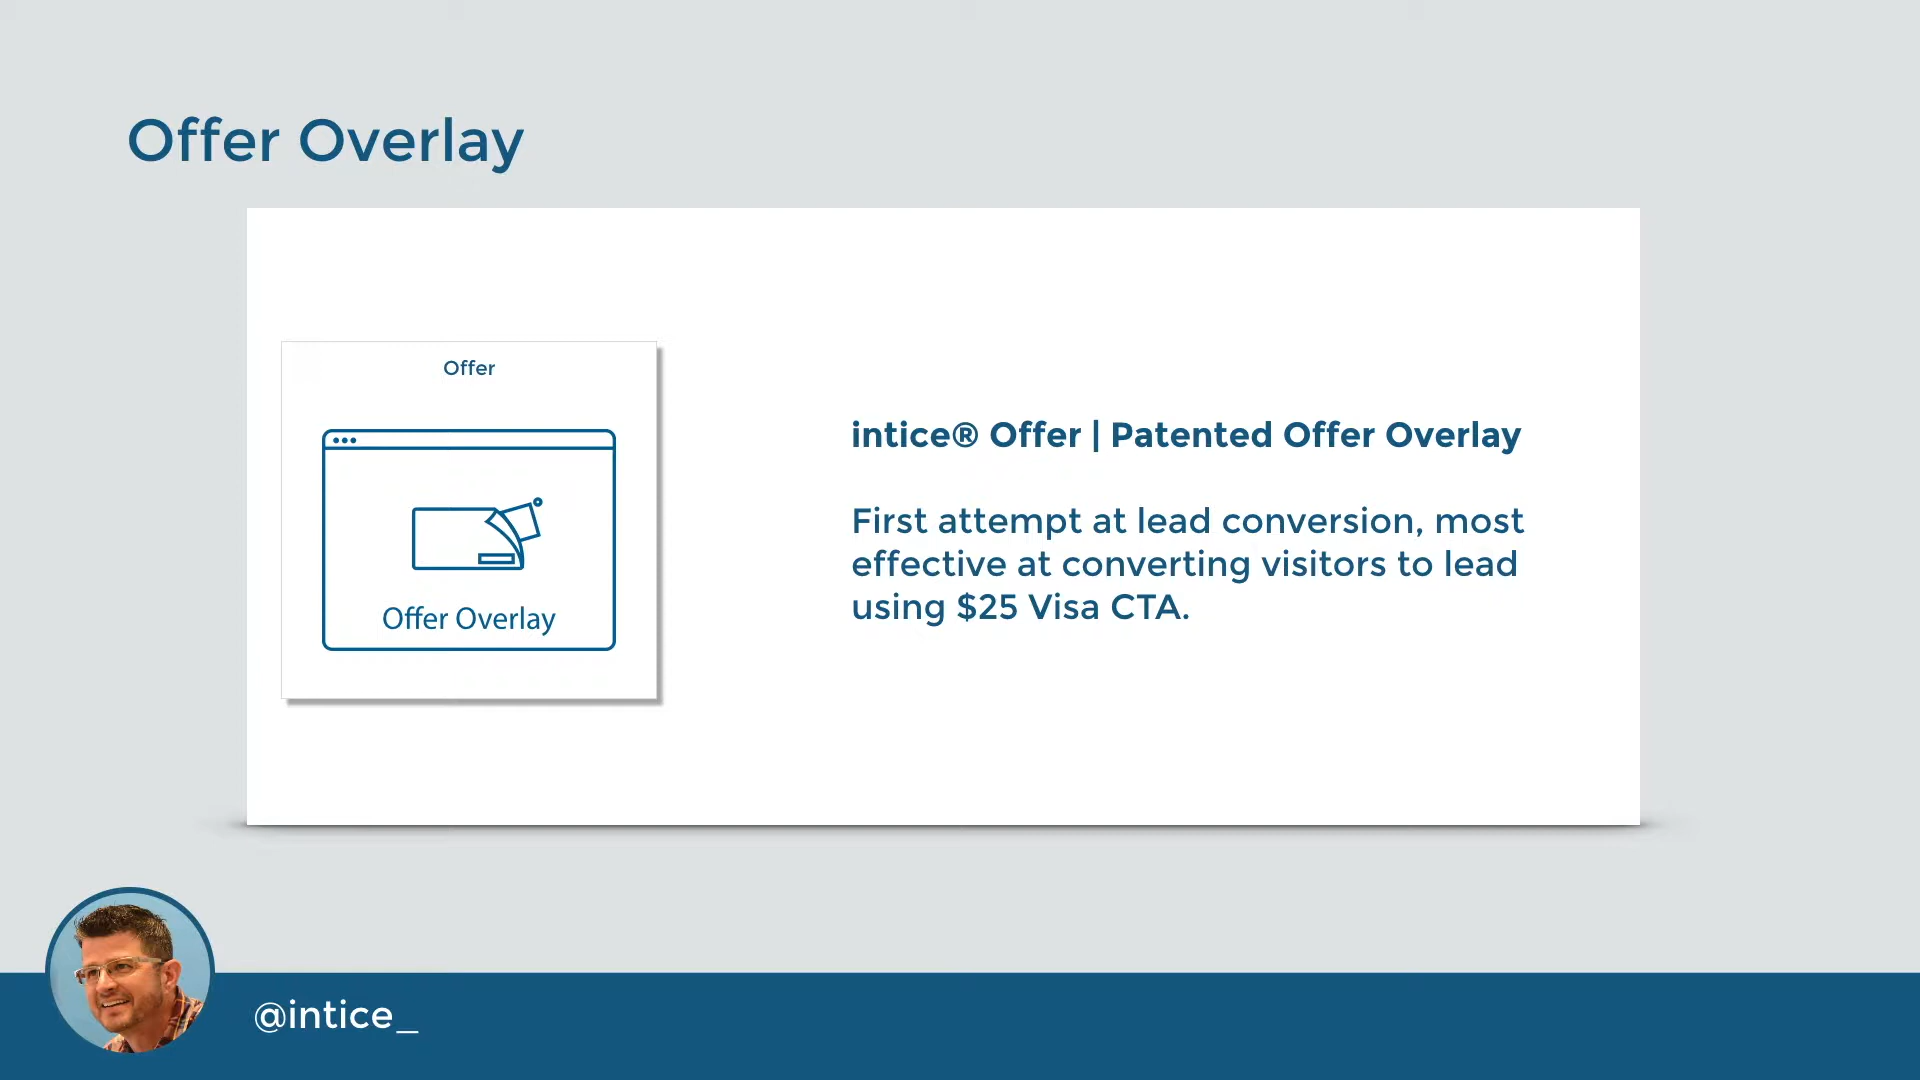 Offer Overlay
Offer
Offer Overlay
intice® Offer | Patented Offer Overlay
First attempt at lead conversion, most
effective at converting visitors to lead
using $25 Visa CTA.
@intice_